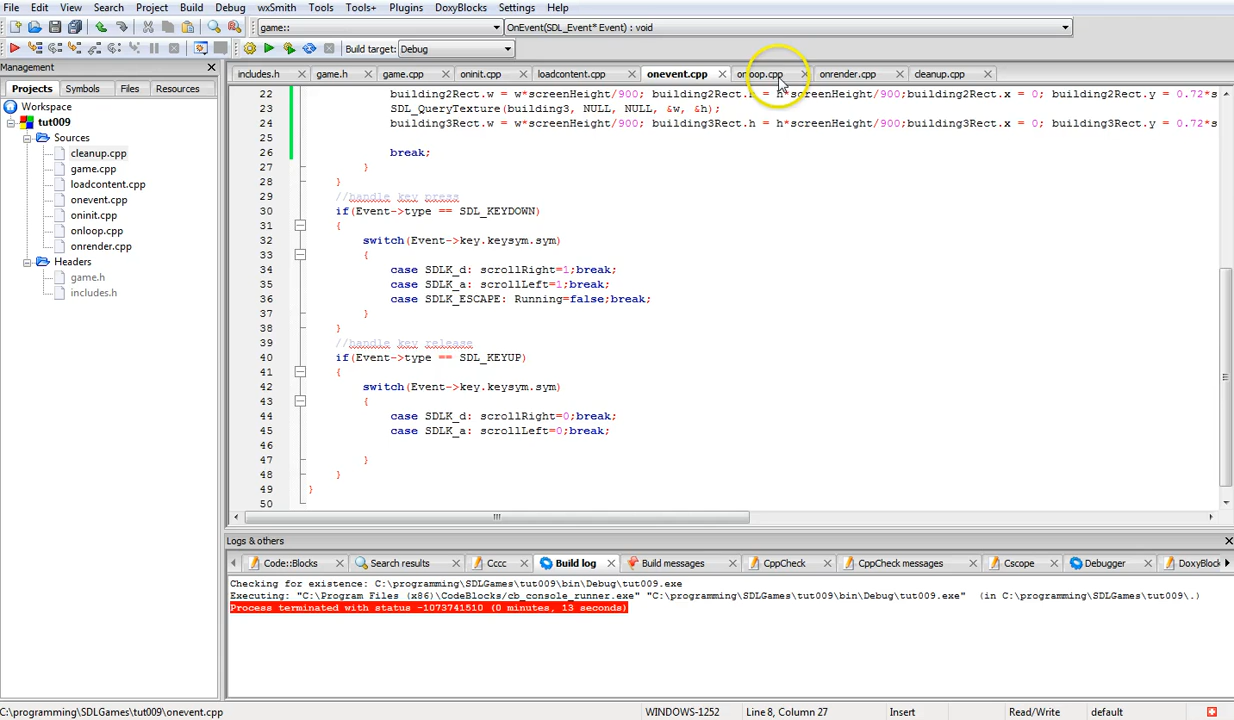 File Edit View Search Project Build Debug wxSmith Tools Tools+ Plugins DoxyBlocks Settings Help
game:: OnEvent(SDL_Event* Event) : void
Build target: Debug
Management
Projects Symbols Files Resources
Workspace
tut009
Sources
cleanup.cpp
game.cpp
loadcontent.cpp
onevent.cpp
oninit.cpp
onloop.cpp
onrender.cpp
Headers
game.h
includes.h
includes.h game.h game.cpp oninit.cpp loadcontent.cpp onevent.cpp onloop.cpp onrender.cpp cleanup.cpp
22 building2Rect.w = w*screenHeight/900; building2Rect.h = h*screenHeight/900;building2Rect.x = 0; building2Rect.y = 0.72*s
23 SDL_QueryTexture(building3, NULL, NULL, &w, &h);
24 building3Rect.w = w*screenHeight/900; building3Rect.h = h*screenHeight/900;building3Rect.x = 0; building3Rect.y = 0.72*s
25
26 break;
27 }
28 }
29 //handle key press
30 if(Event->type == SDL_KEYDOWN)
31 {
32 switch(Event->key.keysym.sym)
33 {
34 case SDLK_d: scrollRight=1;break;
35 case SDLK_a: scrollLeft=1;break;
36 case SDLK_ESCAPE: Running=false;break;
37 }
38 }
39 //handle key release
40 if(Event->type == SDL_KEYUP)
41 {
42 switch(Event->key.keysym.sym)
43 {
44 case SDLK_d: scrollRight=0;break;
45 case SDLK_a: scrollLeft=0;break;
46
47 }
48 }
49 }
50
Logs & others
Code::Blocks Search results Cccc Build log Build messages CppCheck CppCheck messages Cscope Debugger DoxyBlock
Checking for existence: C:\programming\SDLGames\tut009\bin\Debug\tut009.exe
Executing: "C:\Program Files (x86)\CodeBlocks/cb_console_runner.exe" "C:\programming\SDLGames\tut009\bin\Debug\tut009.exe" (in C:\programming\SDLGames\tut009\.)
Process terminated with status -1073741510 (0 minutes, 13 seconds)
C:\programming\SDLGames\tut009\onevent.cpp WINDOWS-1252 Line 8, Column 27 Insert Read/Write default